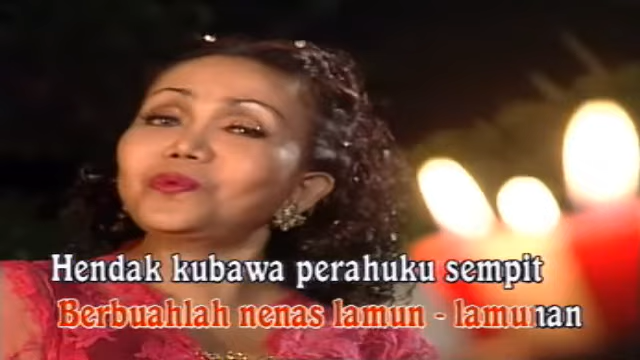 Hendak kubawa perahuku sempit
Berbuahlah nenas lamun - lamunan